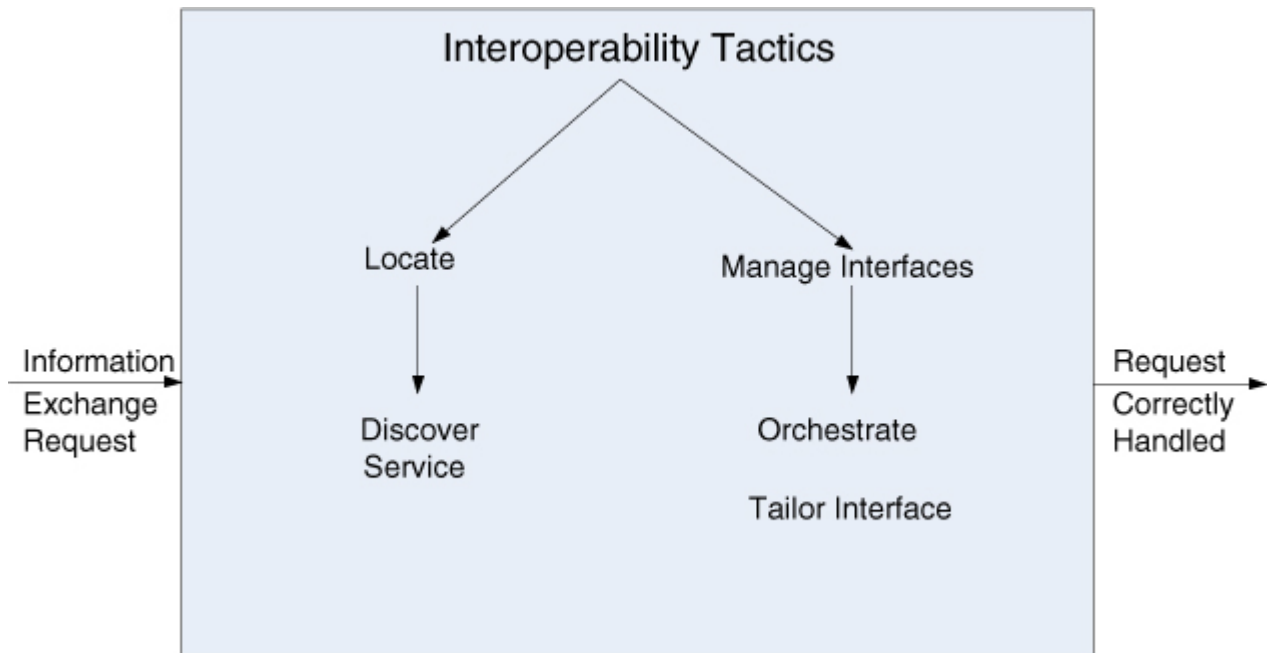 Interoperability Tactics
Locate
Manage Interfaces
Information
Exchange
Request
Discover
Service
Orchestrate
Tailor Interface
Request
Correctly
Handled